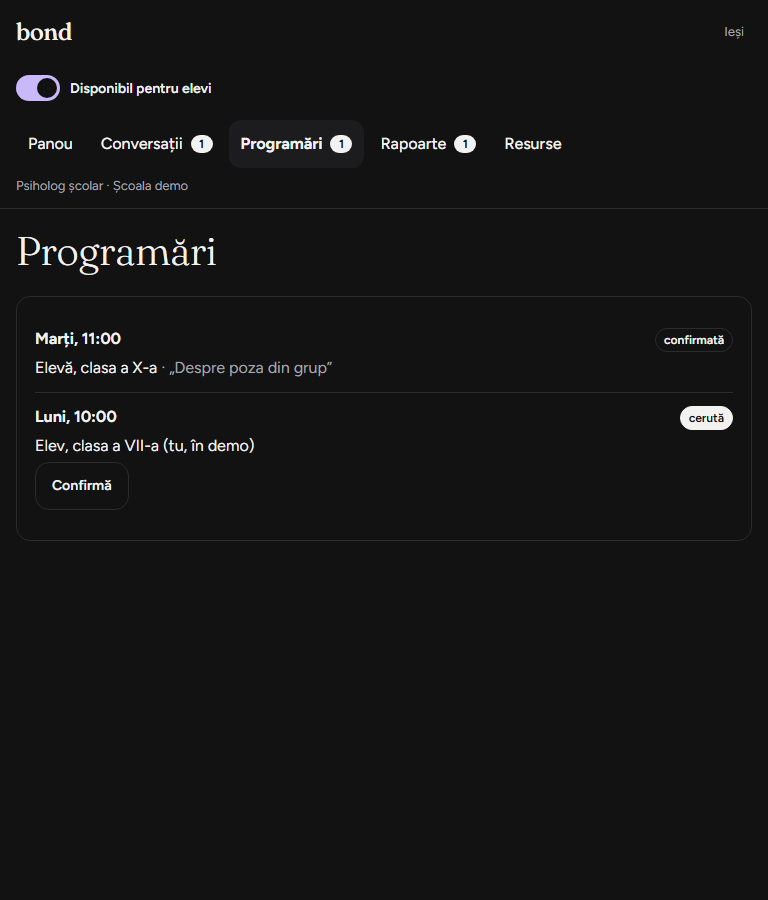 bond
Ieși
Disponibil pentru elevi
Panou
Conversații 1
Programări 1
Rapoarte 1
Resurse
Psiholog școlar · Școala demo
Programări
Marți, 11:00
confirmată
Elevă, clasa a X-a · „Despre poza din grup”
Luni, 10:00
cerută
Elev, clasa a VII-a (tu, în demo)
Confirmă